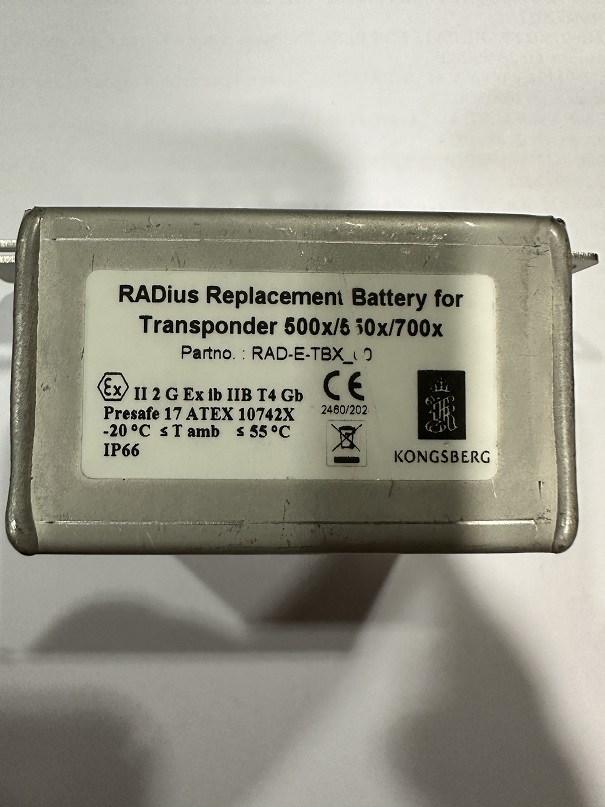 RADius Replacement Battery for
Transponder
Partno. :
Ex II 2 G Ex ib IIB T4 Gb
Presafe 17 ATEX 10742X
-20 °C ≤ T amb ≤ 55 °C
IP66
CE
KONGSBERG